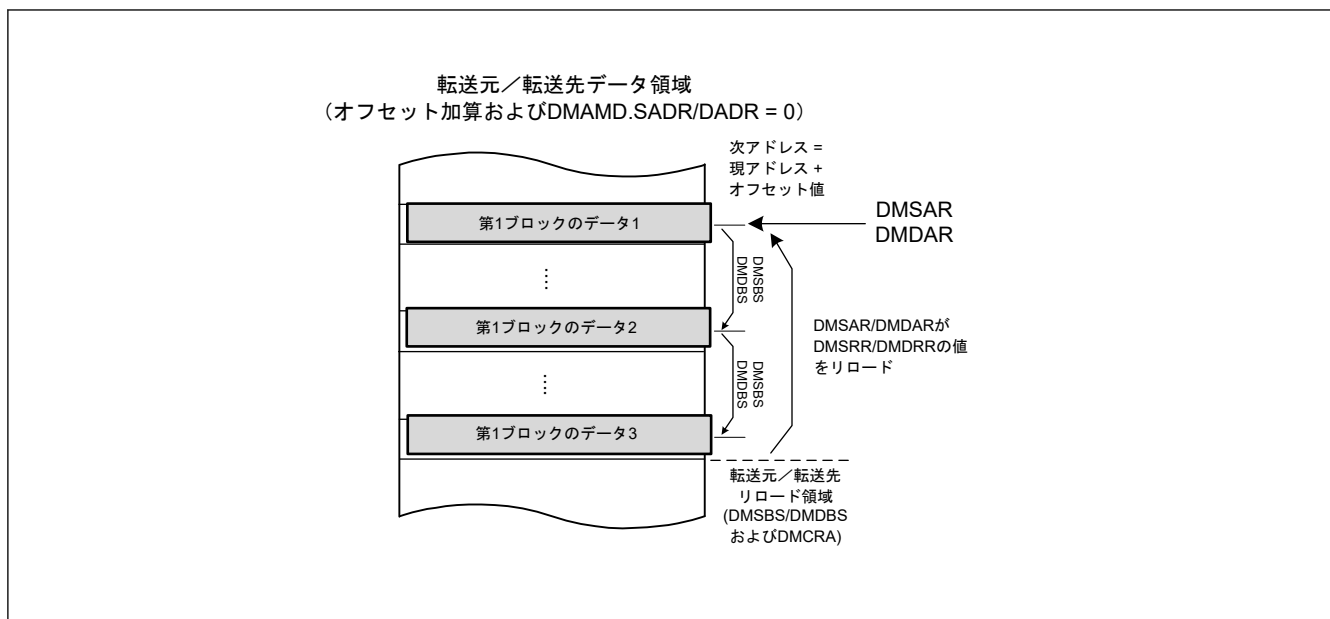 転送元／転送先データ領域
（オフセット加算およびDMAMD.SADR/DADR = 0）
次アドレス =
現アドレス +
オフセット値
DMSAR
DMDAR
第1ブロックのデータ1
DMSBS
DMDBS
⋮
第1ブロックのデータ2
DMSAR/DMDARが
DMSRR/DMDRRの値
をリロード
DMSBS
DMDBS
⋮
第1ブロックのデータ3
転送元／転送先
リロード領域
(DMSBS/DMDBS
およびDMCRA)